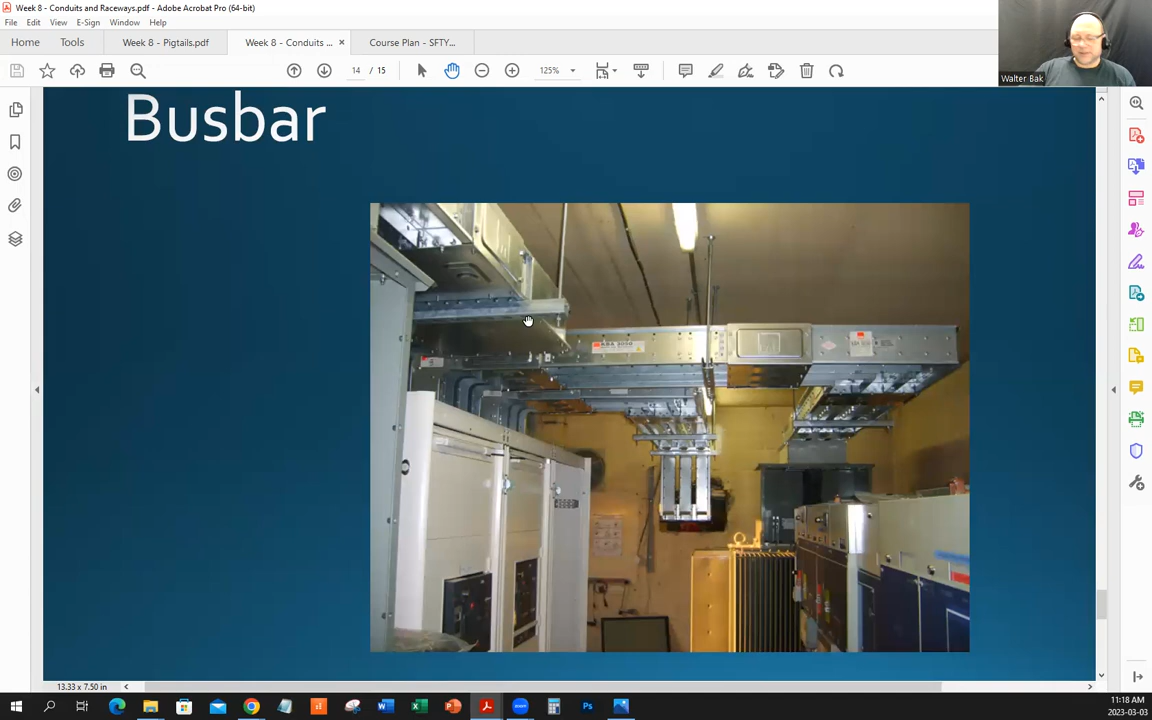 Week 8 - Conduits and Raceways.pdf - Adobe Acrobat Pro (64-bit)
File Edit View E-Sign Window Help
Home Tools Week 8 - Pigtails.pdf Week 8 - Conduits ... × Course Plan - SFTY...
14 / 15 125%
Walter Bak
Busbar
13.33 x 7.50 in
11:18 AM
2023-03-03